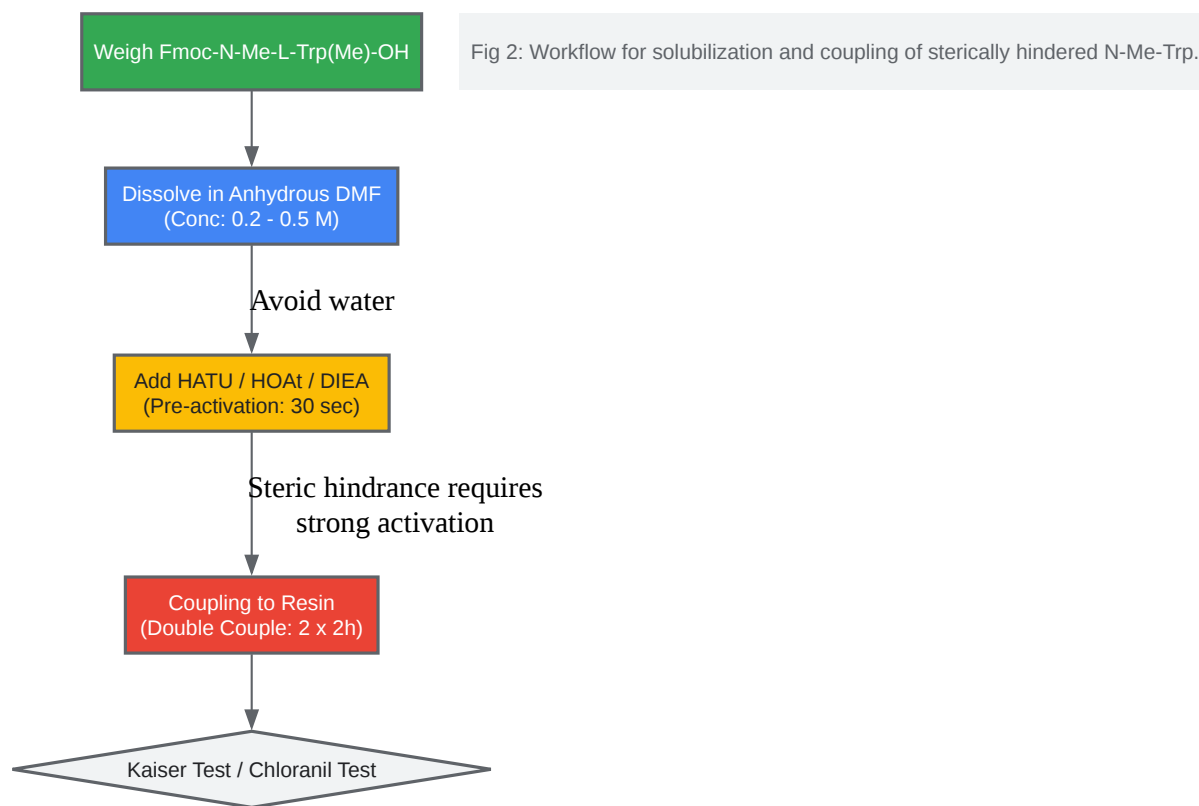 Weigh Fmoc-N-Me-L-Trp(Me)-OH
Fig 2: Workflow for solubilization and coupling of sterically hindered N-Me-Trp.
Dissolve in Anhydrous DMF
(Conc: 0.2 - 0.5 M)
Avoid water
Add HATU / HOAt / DIEA
(Pre-activation: 30 sec)
Steric hindrance requires
strong activation
Coupling to Resin
(Double Couple: 2 x 2h)
Kaiser Test / Chloranil Test